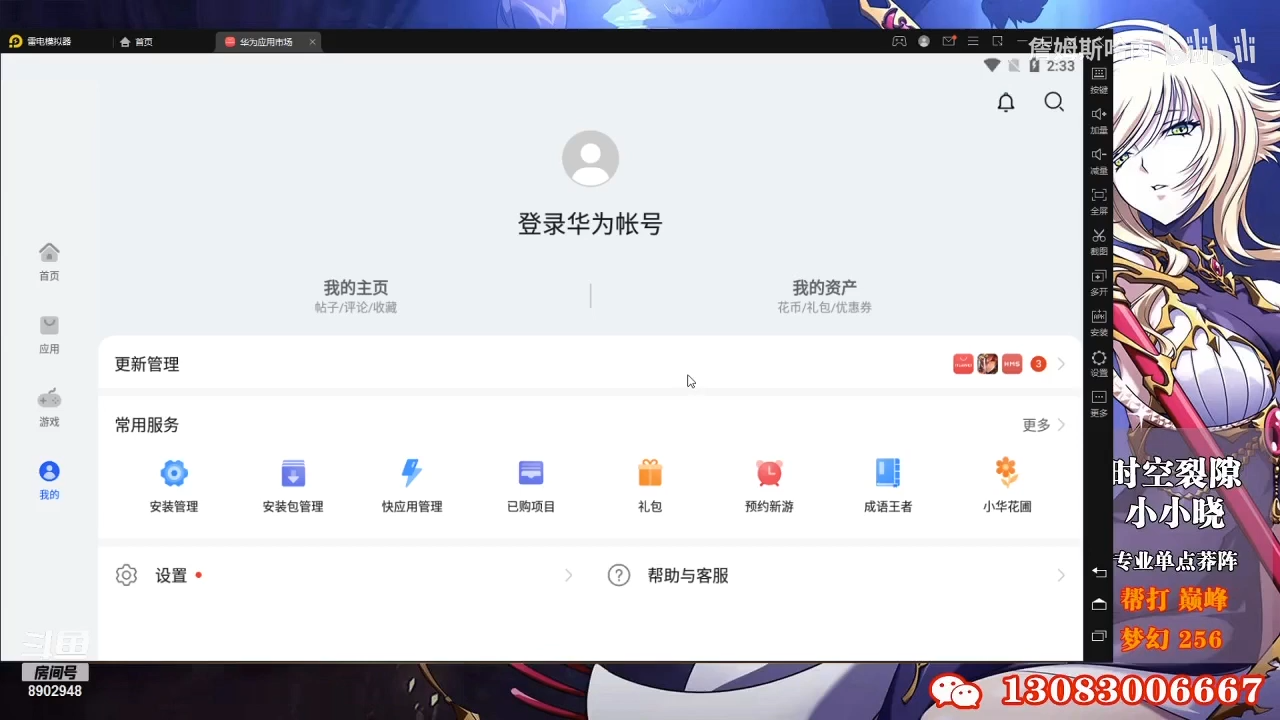 雷电模拟器
首页
华为应用市场
bilibili
2:33
按键
加量
减量
全屏
截图
多开
安装
设置
更多
登录华为帐号
我的主页
帖子/评论/收藏
我的资产
花币/礼包/优惠券
首页
应用
游戏
我的
更新管理
HMS
3
常用服务
更多
安装管理
安装包管理
快应用管理
已购项目
礼包
预约新游
成语王者
小华花圃
设置
帮助与客服
时空裂隙
小小晓
专业单点莽阵
帮打 巅峰
梦幻 256
斗鱼
房间号
8902948
13083006667